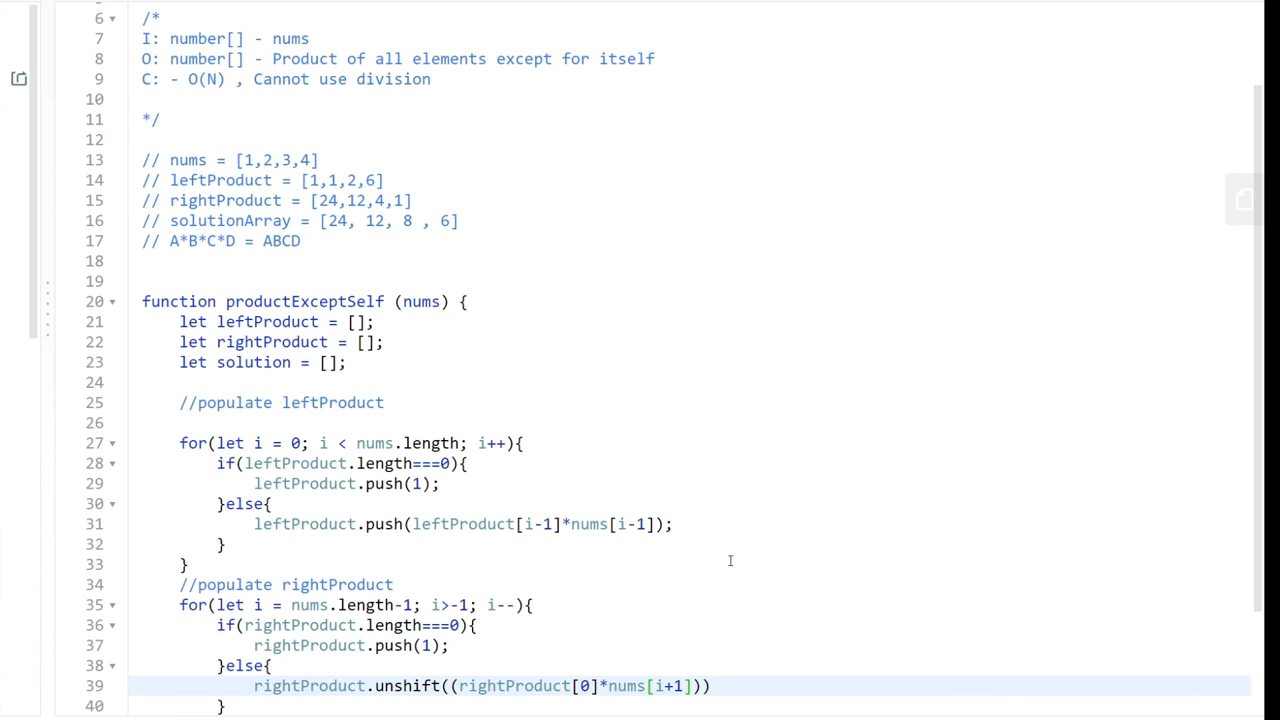 6 /*
7 I: number[] - nums
8 O: number[] - Product of all elements except for itself
9 C: - O(N) , Cannot use division
10
11 */
12
13 // nums = [1,2,3,4]
14 // leftProduct = [1,1,2,6]
15 // rightProduct = [24,12,4,1]
16 // solutionArray = [24, 12, 8 , 6]
17 // A*B*C*D = ABCD
18
19
20 function productExceptSelf (nums) {
21 let leftProduct = [];
22 let rightProduct = [];
23 let solution = [];
24
25 //populate leftProduct
26
27 for(let i = 0; i < nums.length; i++){
28 if(leftProduct.length===0){
29 leftProduct.push(1);
30 }else{
31 leftProduct.push(leftProduct[i-1]*nums[i-1]);
32 }
33 }
34 //populate rightProduct
35 for(let i = nums.length-1; i>-1; i--){
36 if(rightProduct.length===0){
37 rightProduct.push(1);
38 }else{
39 rightProduct.unshift((rightProduct[0]*nums[i+1]))
40 }